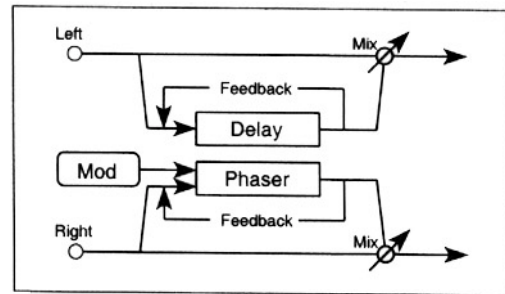 Left
Mix
Feedback
Delay
Mod
Phaser
Feedback
Right
Mix